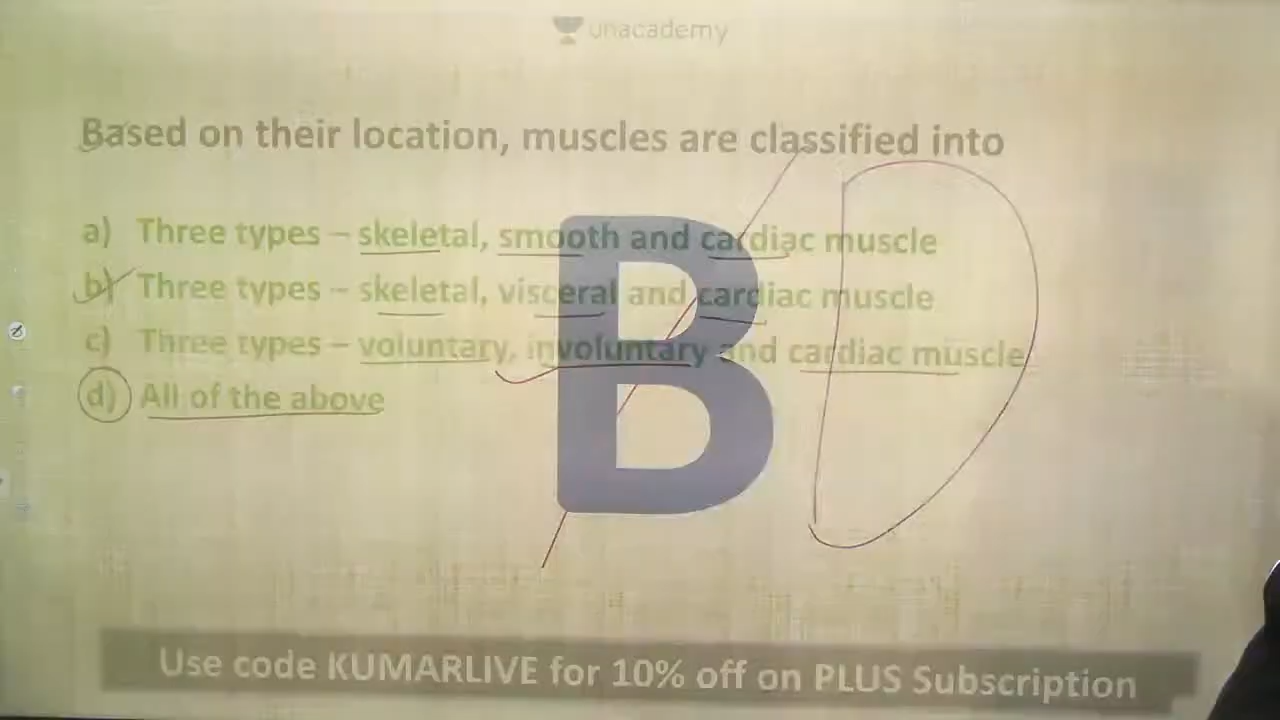 unacademy
Based on their location, muscles are classified into
a) Three types – skeletal, smooth and cardiac muscle
b) Three types – skeletal, visceral and cardiac muscle
c) Three types – voluntary, involuntary and cardiac muscle
d) All of the above
B
D
Use code KUMARLIVE for 10% off on PLUS Subscription